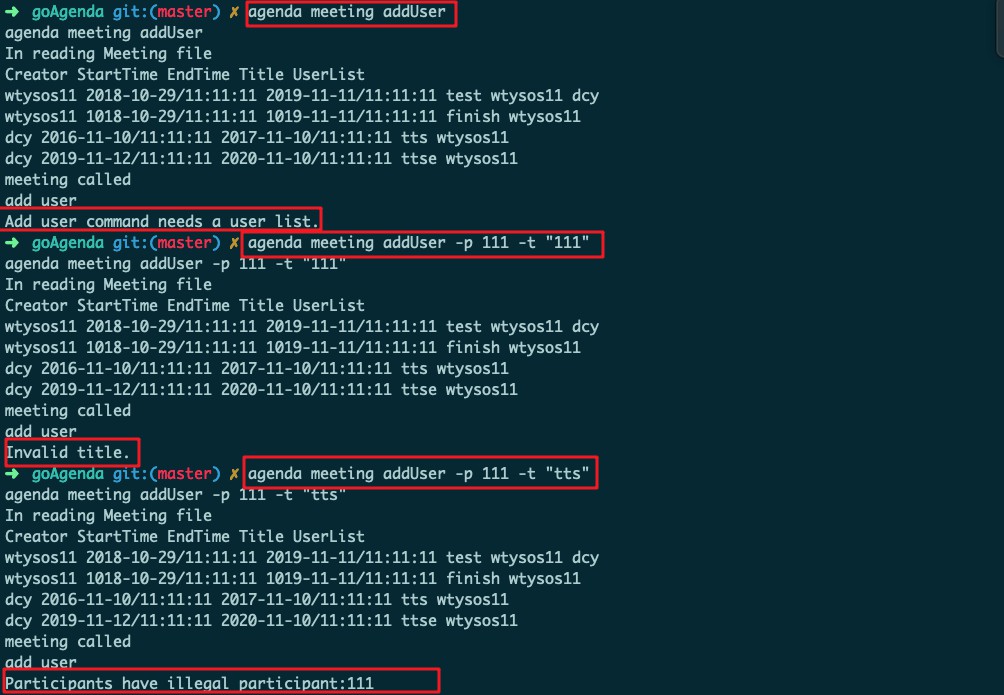 ➜ goAgenda git:(master) ✗ agenda meeting addUser
agenda meeting addUser
In reading Meeting file
Creator StartTime EndTime Title UserList
wtysos11 2018-10-29/11:11:11 2019-11-11/11:11:11 test wtysos11 dcy
wtysos11 1018-10-29/11:11:11 1019-11-11/11:11:11 finish wtysos11
dcy 2016-11-10/11:11:11 2017-11-10/11:11:11 tts wtysos11
dcy 2019-11-12/11:11:11 2020-11-10/11:11:11 ttse wtysos11
meeting called
add user
Add user command needs a user list.
➜ goAgenda git:(master) ✗ agenda meeting addUser -p 111 -t "111"
agenda meeting addUser -p 111 -t "111"
In reading Meeting file
Creator StartTime EndTime Title UserList
wtysos11 2018-10-29/11:11:11 2019-11-11/11:11:11 test wtysos11 dcy
wtysos11 1018-10-29/11:11:11 1019-11-11/11:11:11 finish wtysos11
dcy 2016-11-10/11:11:11 2017-11-10/11:11:11 tts wtysos11
dcy 2019-11-12/11:11:11 2020-11-10/11:11:11 ttse wtysos11
meeting called
add user
Invalid title.
➜ goAgenda git:(master) ✗ agenda meeting addUser -p 111 -t "tts"
agenda meeting addUser -p 111 -t "tts"
In reading Meeting file
Creator StartTime EndTime Title UserList
wtysos11 2018-10-29/11:11:11 2019-11-11/11:11:11 test wtysos11 dcy
wtysos11 1018-10-29/11:11:11 1019-11-11/11:11:11 finish wtysos11
dcy 2016-11-10/11:11:11 2017-11-10/11:11:11 tts wtysos11
dcy 2019-11-12/11:11:11 2020-11-10/11:11:11 ttse wtysos11
meeting called
add user
Participants have illegal participant:111